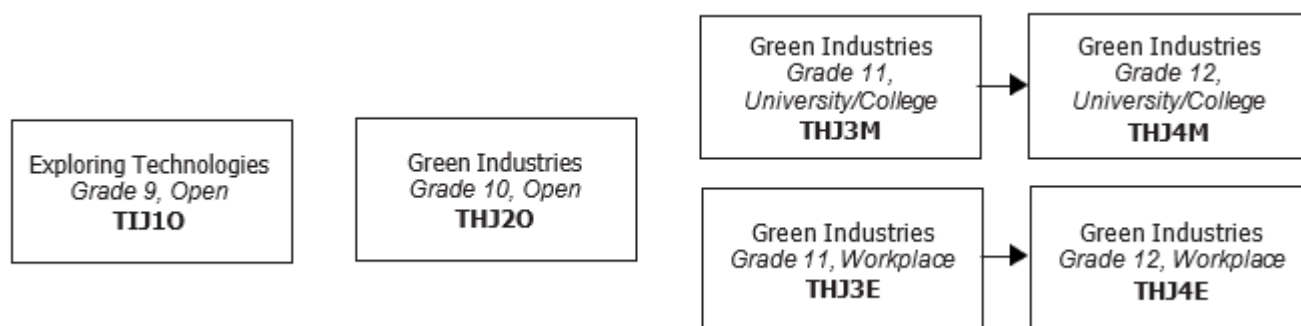 Exploring Technologies
Grade 9, Open
TIJ1O
Green Industries
Grade 10, Open
THJ2O
Green Industries
Grade 11,
University/College
THJ3M
Green Industries
Grade 12,
University/College
THJ4M
Green Industries
Grade 11, Workplace
THJ3E
Green Industries
Grade 12, Workplace
THJ4E